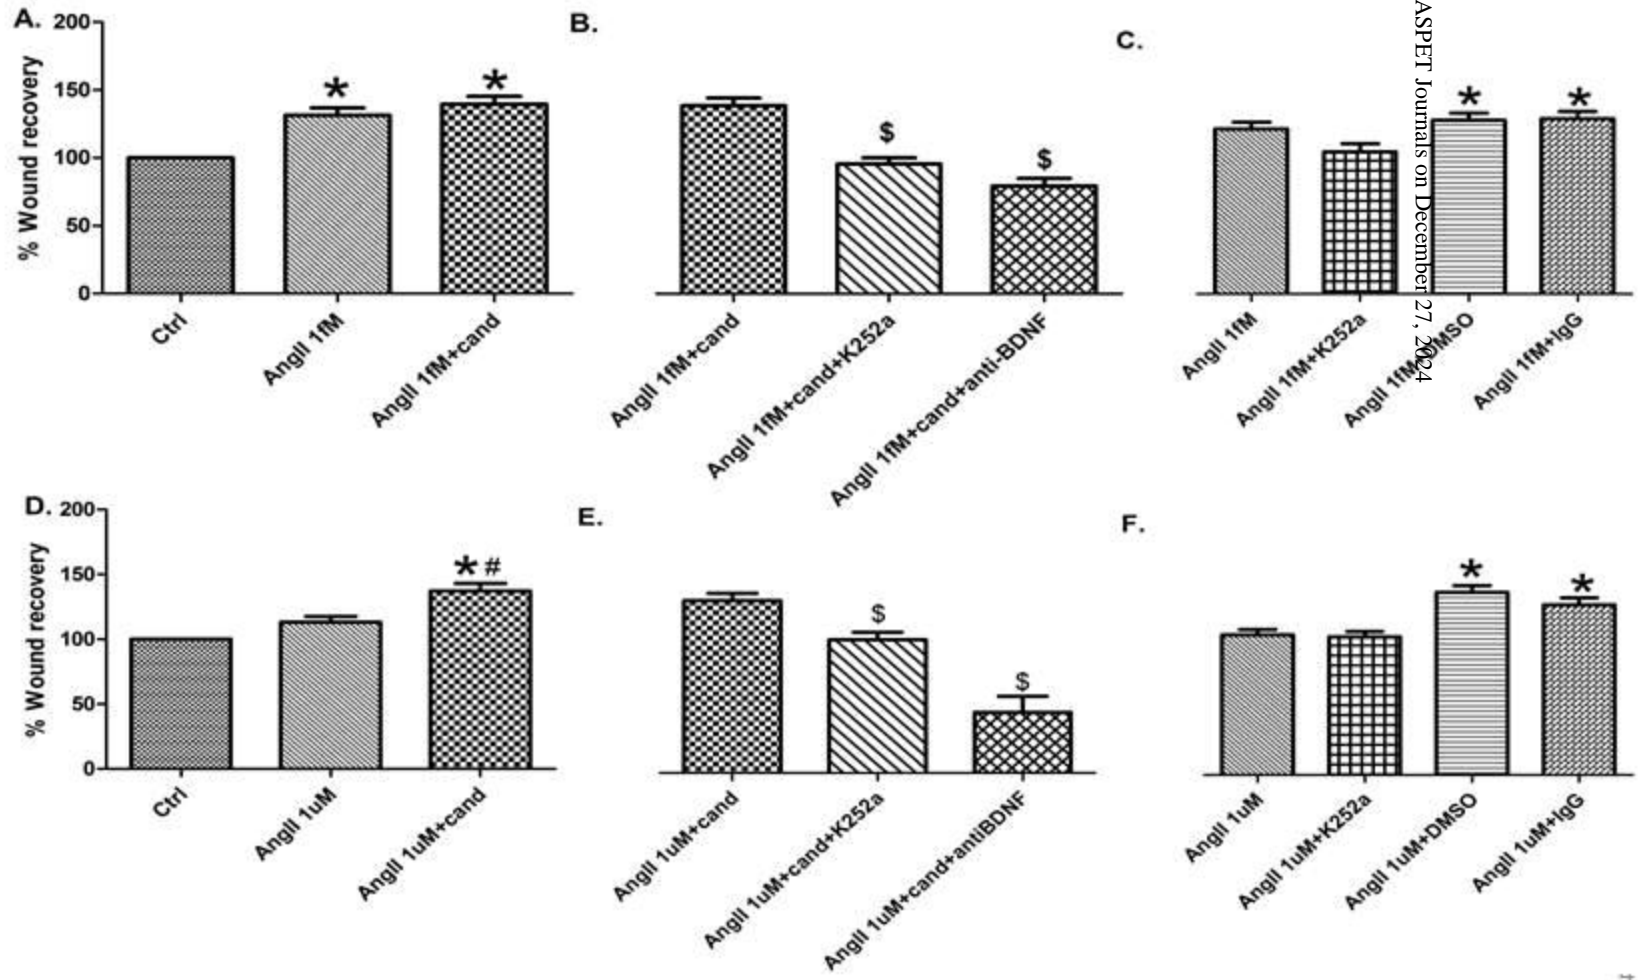 A.
200
150
100
50
0
% Wound recovery
*
*
Ctrl
AngII 1fM
AngII 1fM+cand
B.
$
$
AngII 1fM+cand
AngII 1fM+cand+K252a
AngII 1fM+cand+anti-BDNF
C.
*
*
AngII 1fM
AngII 1fM+K252a
AngII 1fM+DMSO
AngII 1fM+IgG
ASPET Journals on December 27, 2024
D.
200
150
100
50
0
% Wound recovery
* #
Ctrl
AngII 1uM
AngII 1uM+cand
E.
$
$
AngII 1uM+cand
AngII 1uM+cand+K252a
AngII 1uM+cand+antiBDNF
F.
*
*
AngII 1uM
AngII 1uM+K252a
AngII 1uM+DMSO
AngII 1uM+IgG